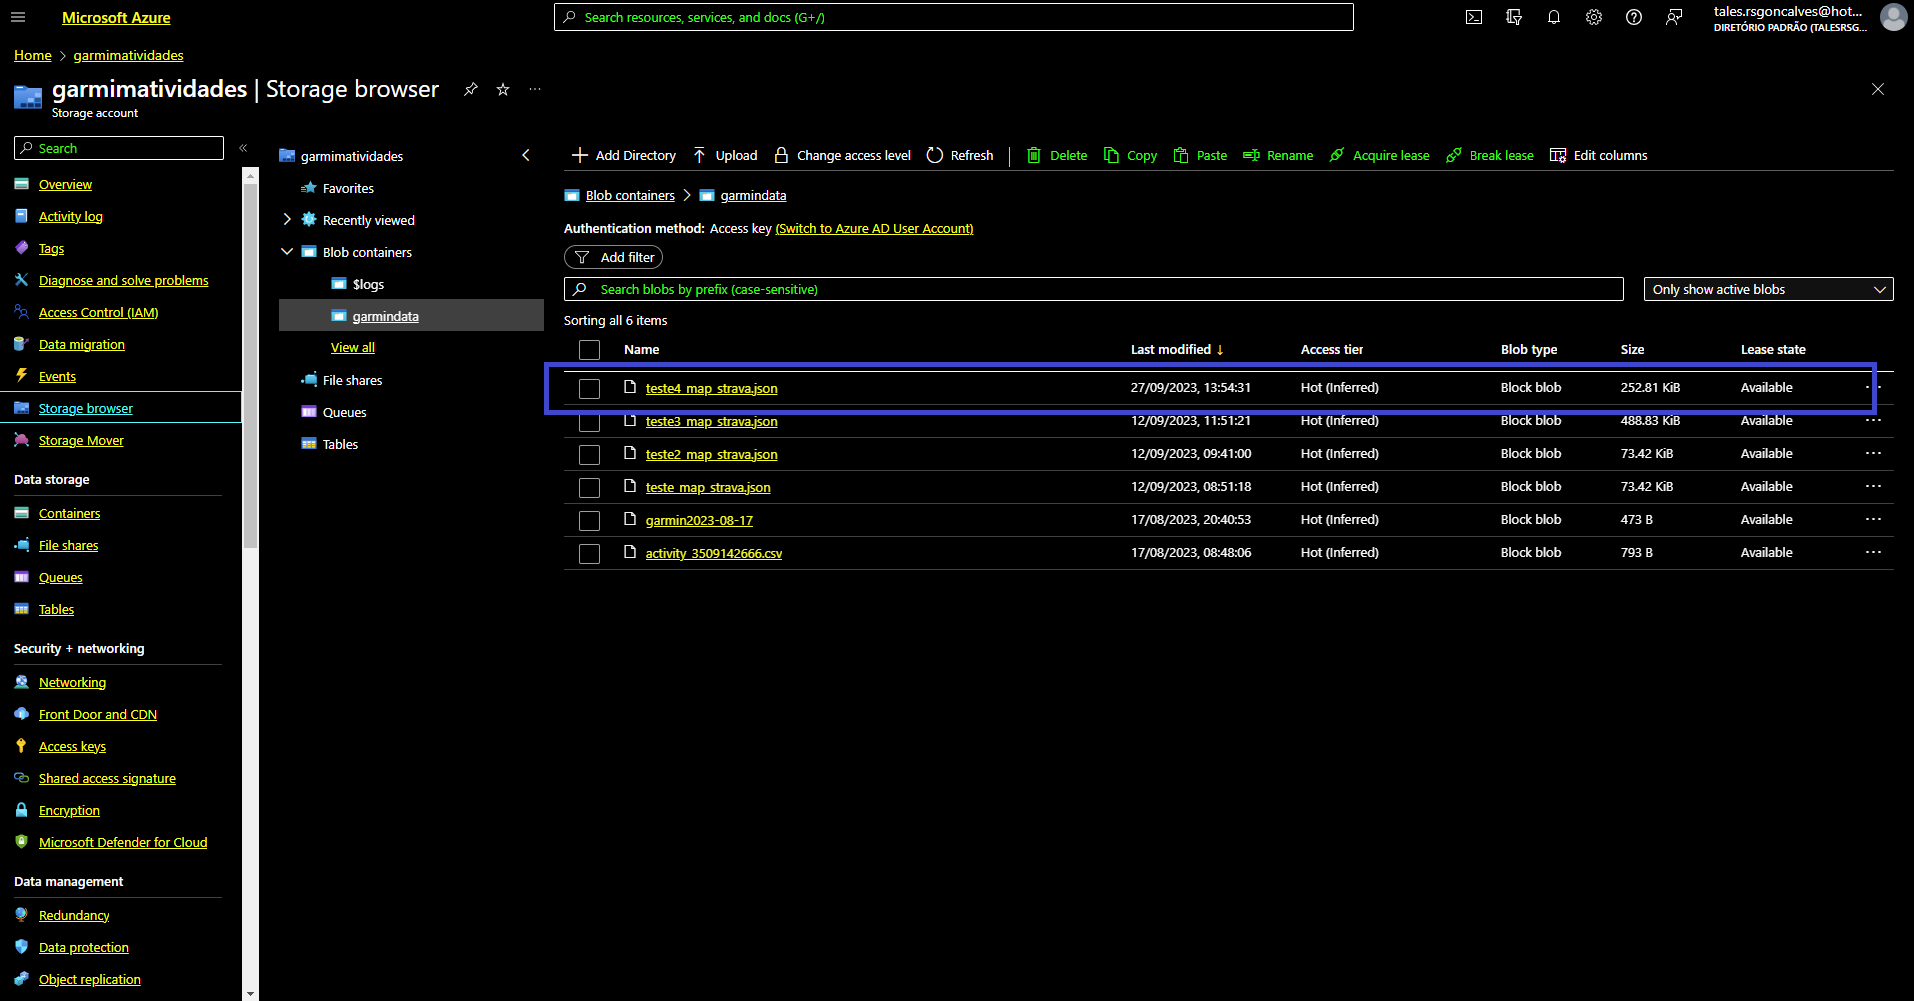 Microsoft Azure
Search resources, services, and docs (G+/)
tales.rsgoncalves@hot...
DIRETÓRIO PADRÃO (TALESRSG...
Home > garmimatividades
garmimatividades | Storage browser
Storage account
Search
Overview
Activity log
Tags
Diagnose and solve problems
Access Control (IAM)
Data migration
Events
Storage browser
Storage Mover
Data storage
Containers
File shares
Queues
Tables
Security + networking
Networking
Front Door and CDN
Access keys
Shared access signature
Encryption
Microsoft Defender for Cloud
Data management
Redundancy
Data protection
Object replication
garmimatividades
Favorites
Recently viewed
Blob containers
$logs
garmindata
View all
File shares
Queues
Tables
Add Directory Upload Change access level Refresh Delete Copy Paste Rename Acquire lease Break lease Edit columns
Blob containers > garmindata
Authentication method: Access key (Switch to Azure AD User Account)
Add filter
Search blobs by prefix (case-sensitive)
Only show active blobs
Sorting all 6 items
Name Last modified ↓ Access tier Blob type Size Lease state
teste4_map_strava.json 27/09/2023, 13:54:31 Hot (Inferred) Block blob 252.81 KiB Available ...
teste3_map_strava.json 12/09/2023, 11:51:21 Hot (Inferred) Block blob 488.83 KiB Available ...
teste2_map_strava.json 12/09/2023, 09:41:00 Hot (Inferred) Block blob 73.42 KiB Available ...
teste_map_strava.json 12/09/2023, 08:51:18 Hot (Inferred) Block blob 73.42 KiB Available ...
garmin2023-08-17 17/08/2023, 20:40:53 Hot (Inferred) Block blob 473 B Available ...
activity_3509142666.csv 17/08/2023, 08:48:06 Hot (Inferred) Block blob 793 B Available ...